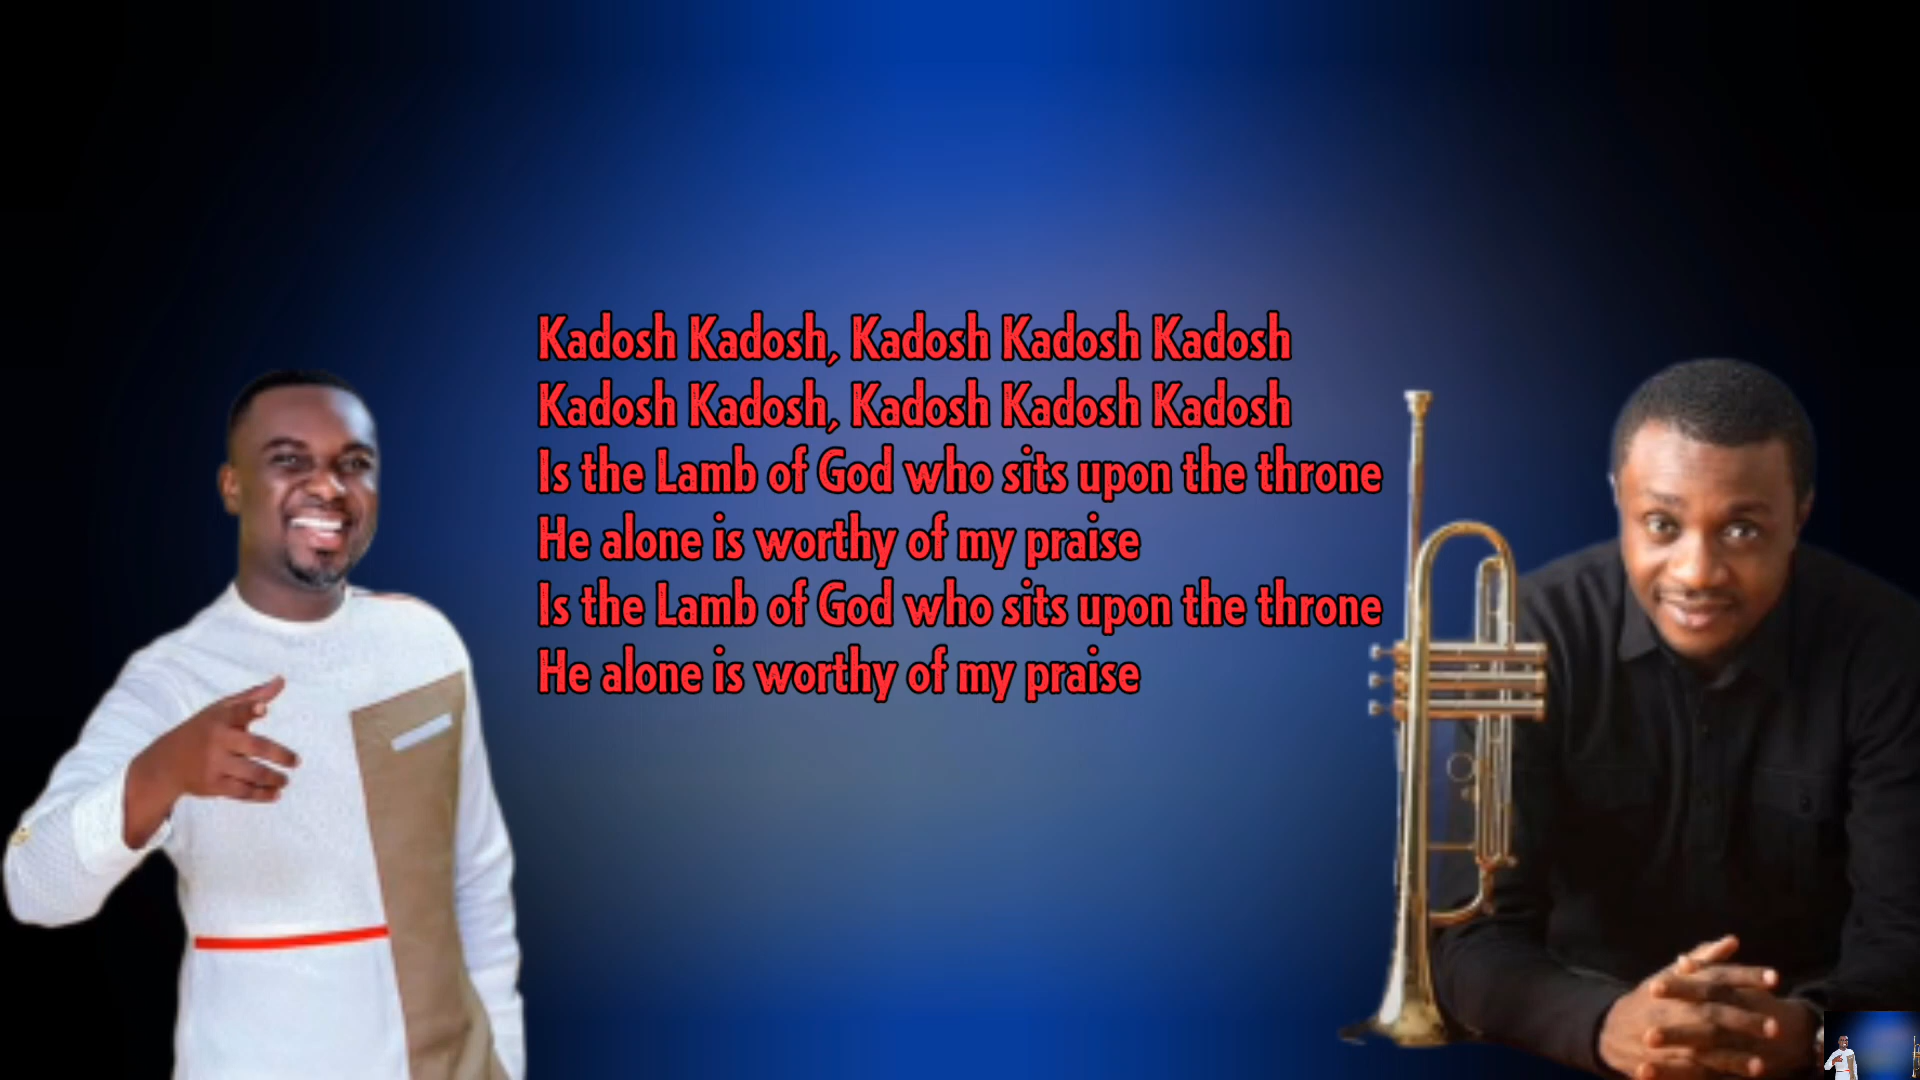 Kadosh Kadosh, Kadosh Kadosh Kadosh
Kadosh Kadosh, Kadosh Kadosh Kadosh
Is the Lamb of God who sits upon the throne
He alone is worthy of my praise
Is the Lamb of God who sits upon the throne
He alone is worthy of my praise